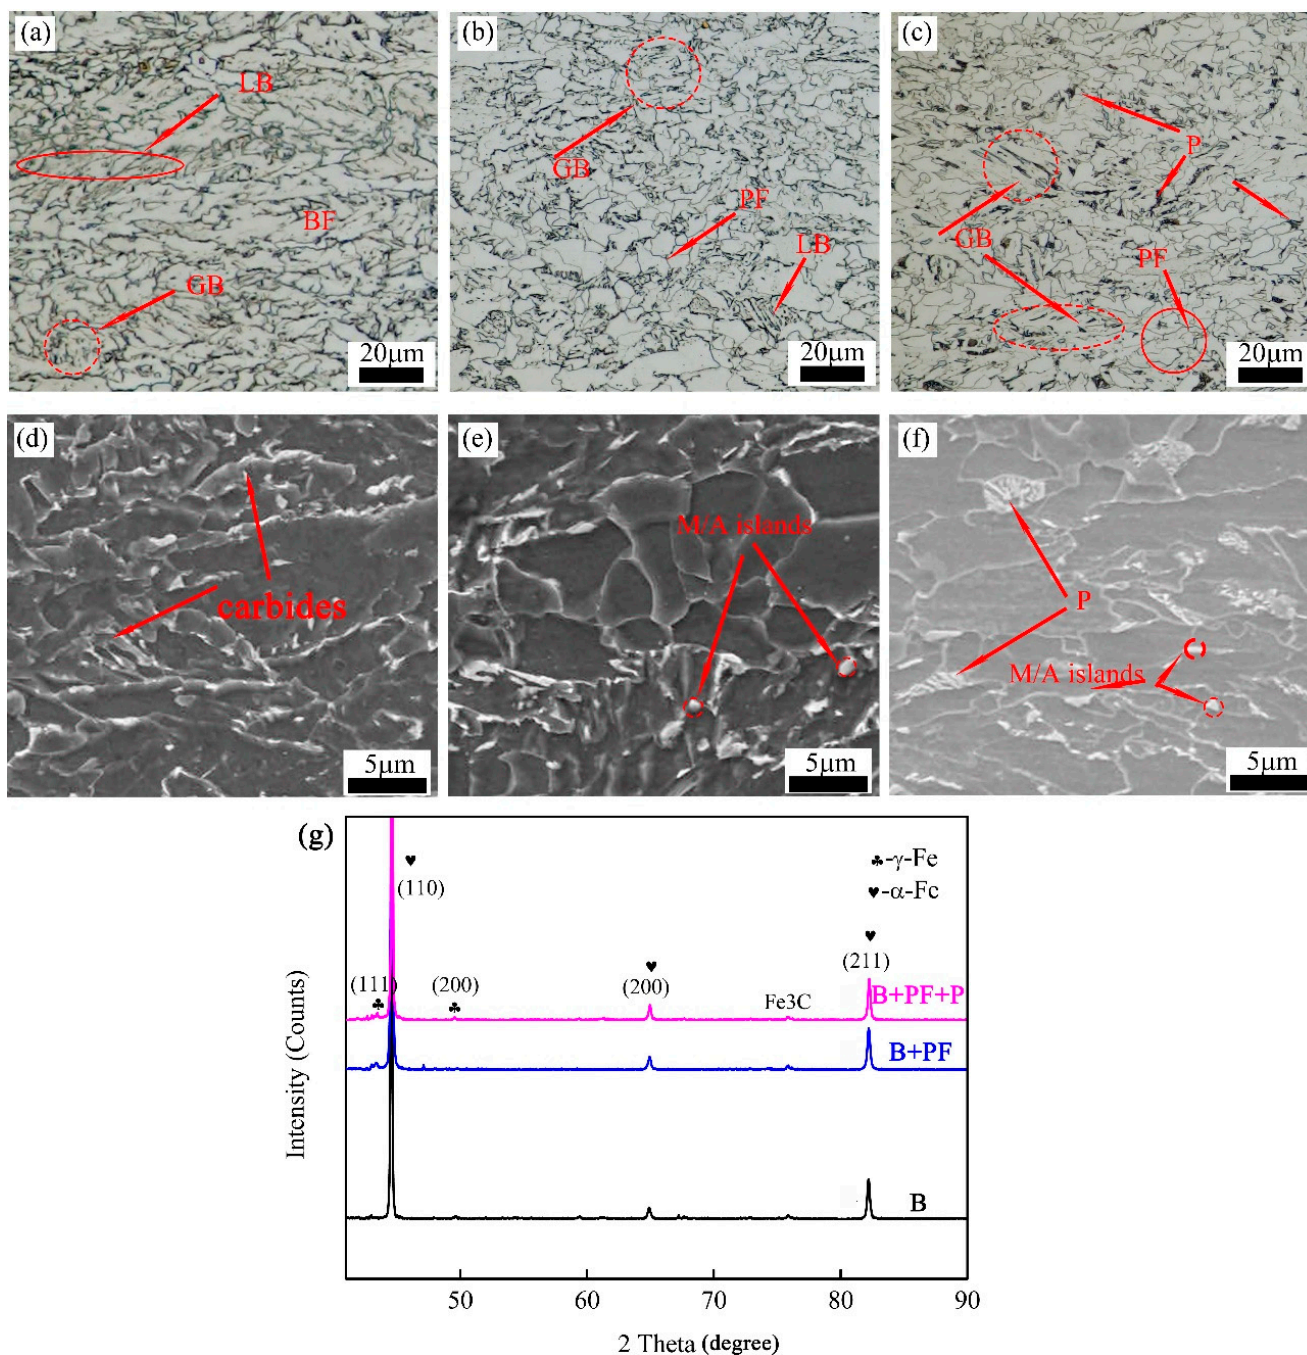 (a)
LB
BF
GB
20μm
(b)
GB
PF
LB
20μm
(c)
P
GB
PF
20μm
(d)
carbides
5μm
(e)
M/A islands
5μm
(f)
P
M/A islands
5μm
(g)
♣-γ-Fe
♥-α-Fc
♥
(110)
(111)
♣
(200)
♣
♥
(200)
Fe3C
♥
(211)
B+PF+P
B+PF
B
Intensity (Counts)
50 60 70 80 90
2 Theta (degree)